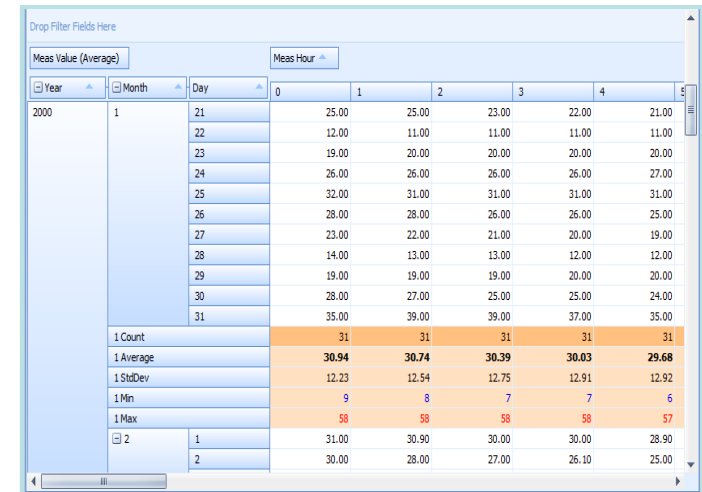 Drop Filter Fields Here
Meas Value (Average) Meas Hour
Year Month Day 0 1 2 3 4 5
2000 1 21 25.00 25.00 23.00 22.00 21.00
22 12.00 11.00 11.00 11.00 11.00
23 19.00 20.00 20.00 20.00 20.00
24 26.00 26.00 26.00 26.00 27.00
25 32.00 31.00 31.00 31.00 31.00
26 28.00 28.00 26.00 26.00 25.00
27 23.00 22.00 21.00 20.00 19.00
28 14.00 13.00 13.00 12.00 12.00
29 19.00 19.00 19.00 20.00 20.00
30 28.00 27.00 25.00 25.00 24.00
31 35.00 39.00 39.00 37.00 35.00
1 Count 31 31 31 31 31
1 Average 30.94 30.74 30.39 30.03 29.68
1 StdDev 12.23 12.54 12.75 12.91 12.92
1 Min 9 8 7 7 6
1 Max 58 58 58 58 57
2 1 31.00 30.90 30.00 30.00 28.90
2 30.00 28.00 27.00 26.10 25.00